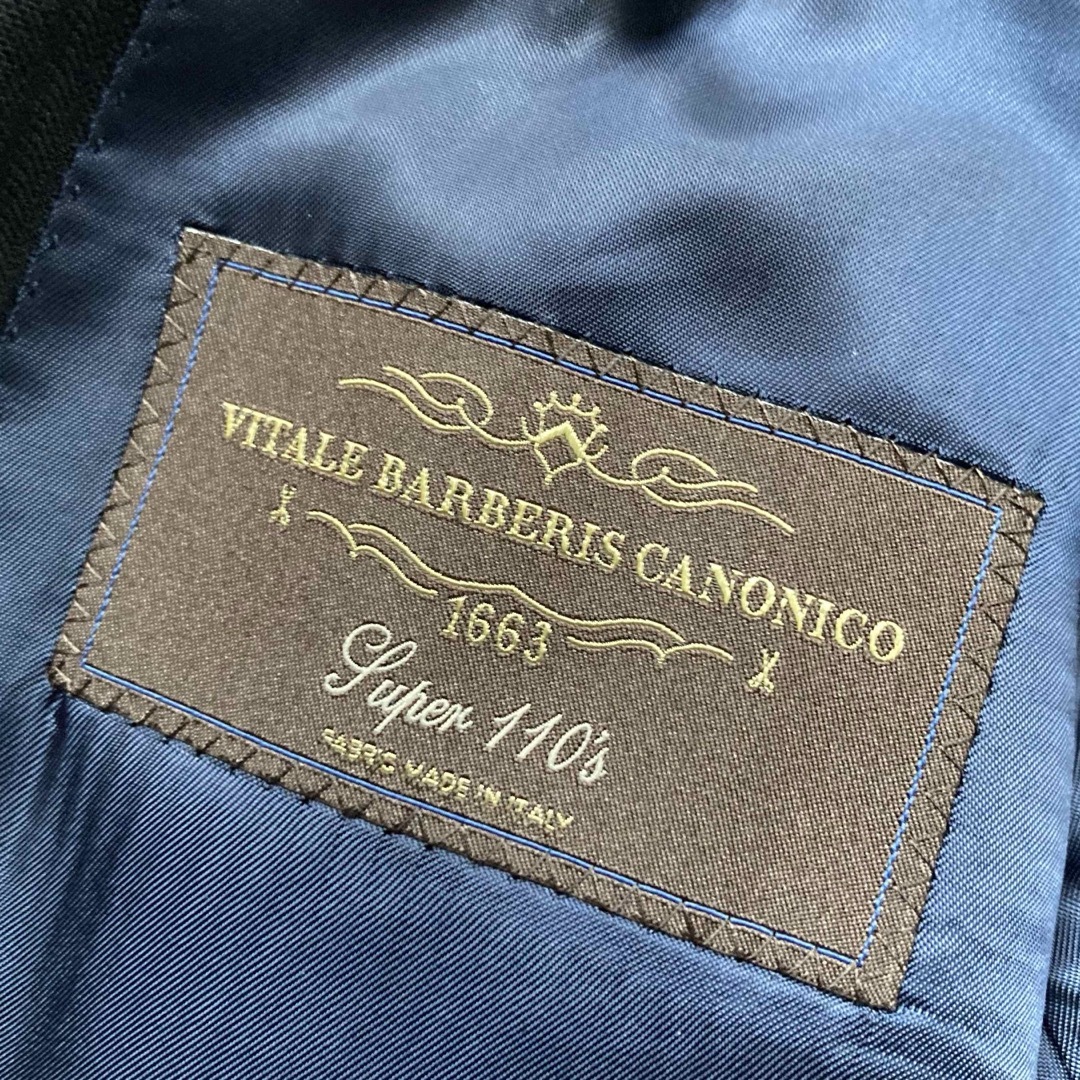 VITALE BARBERIS CANONICO
1663
Super 110's
FABRIC MADE IN ITALY